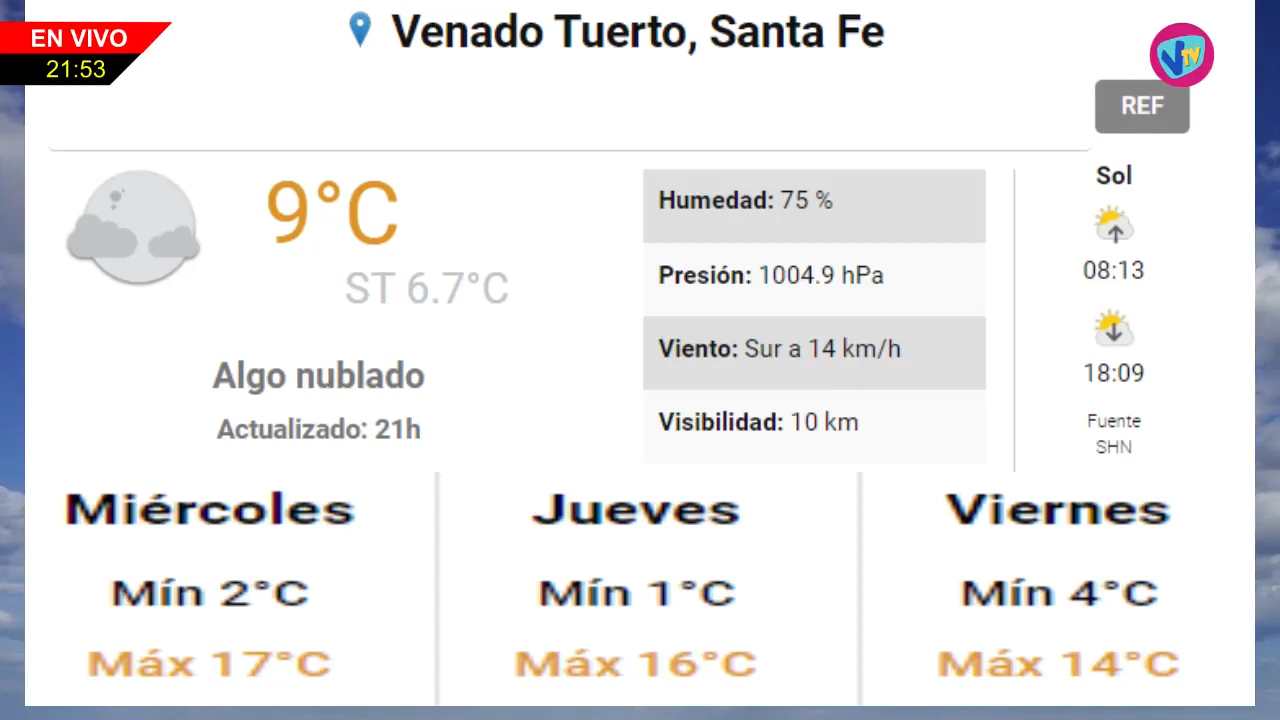 EN VIVO
21:53
Venado Tuerto, Santa Fe
VTV
REF
9°C
ST 6.7°C
Algo nublado
Actualizado: 21h
Humedad: 75 %
Presión: 1004.9 hPa
Viento: Sur a 14 km/h
Visibilidad: 10 km
Sol
08:13
18:09
Fuente
SHN
Miércoles
Mín 2°C
Máx 17°C
Jueves
Mín 1°C
Máx 16°C
Viernes
Mín 4°C
Máx 14°C